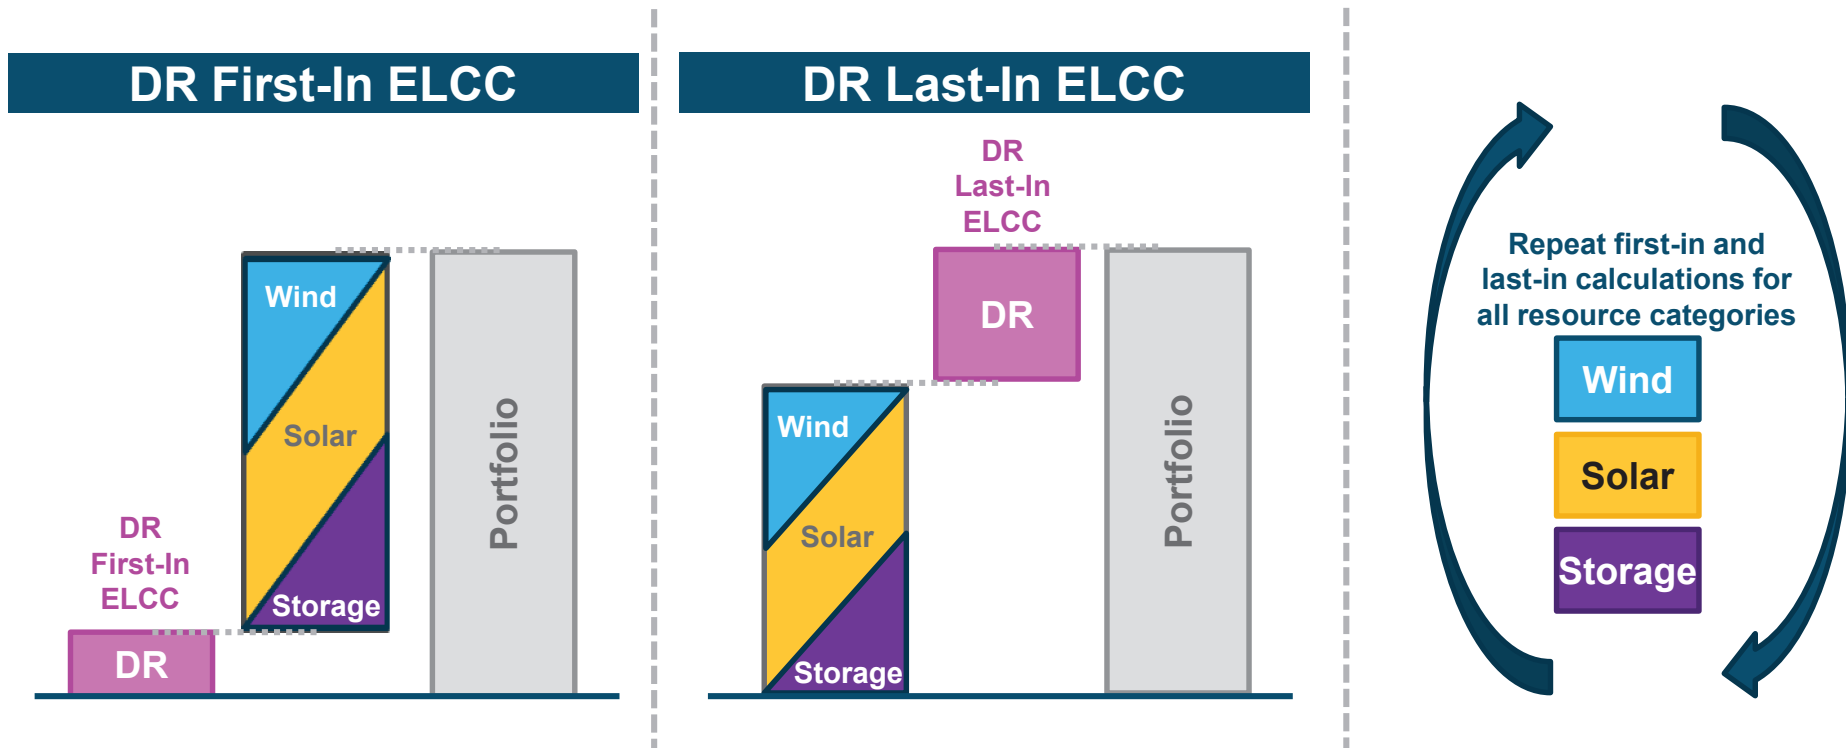 DR First-In ELCC
Wind
Solar
Storage
DR
First-In
ELCC
DR
Portfolio
DR Last-In ELCC
DR
Last-In
ELCC
DR
Wind
Solar
Storage
Portfolio
Repeat first-in and
last-in calculations for
all resource categories
Wind
Solar
Storage